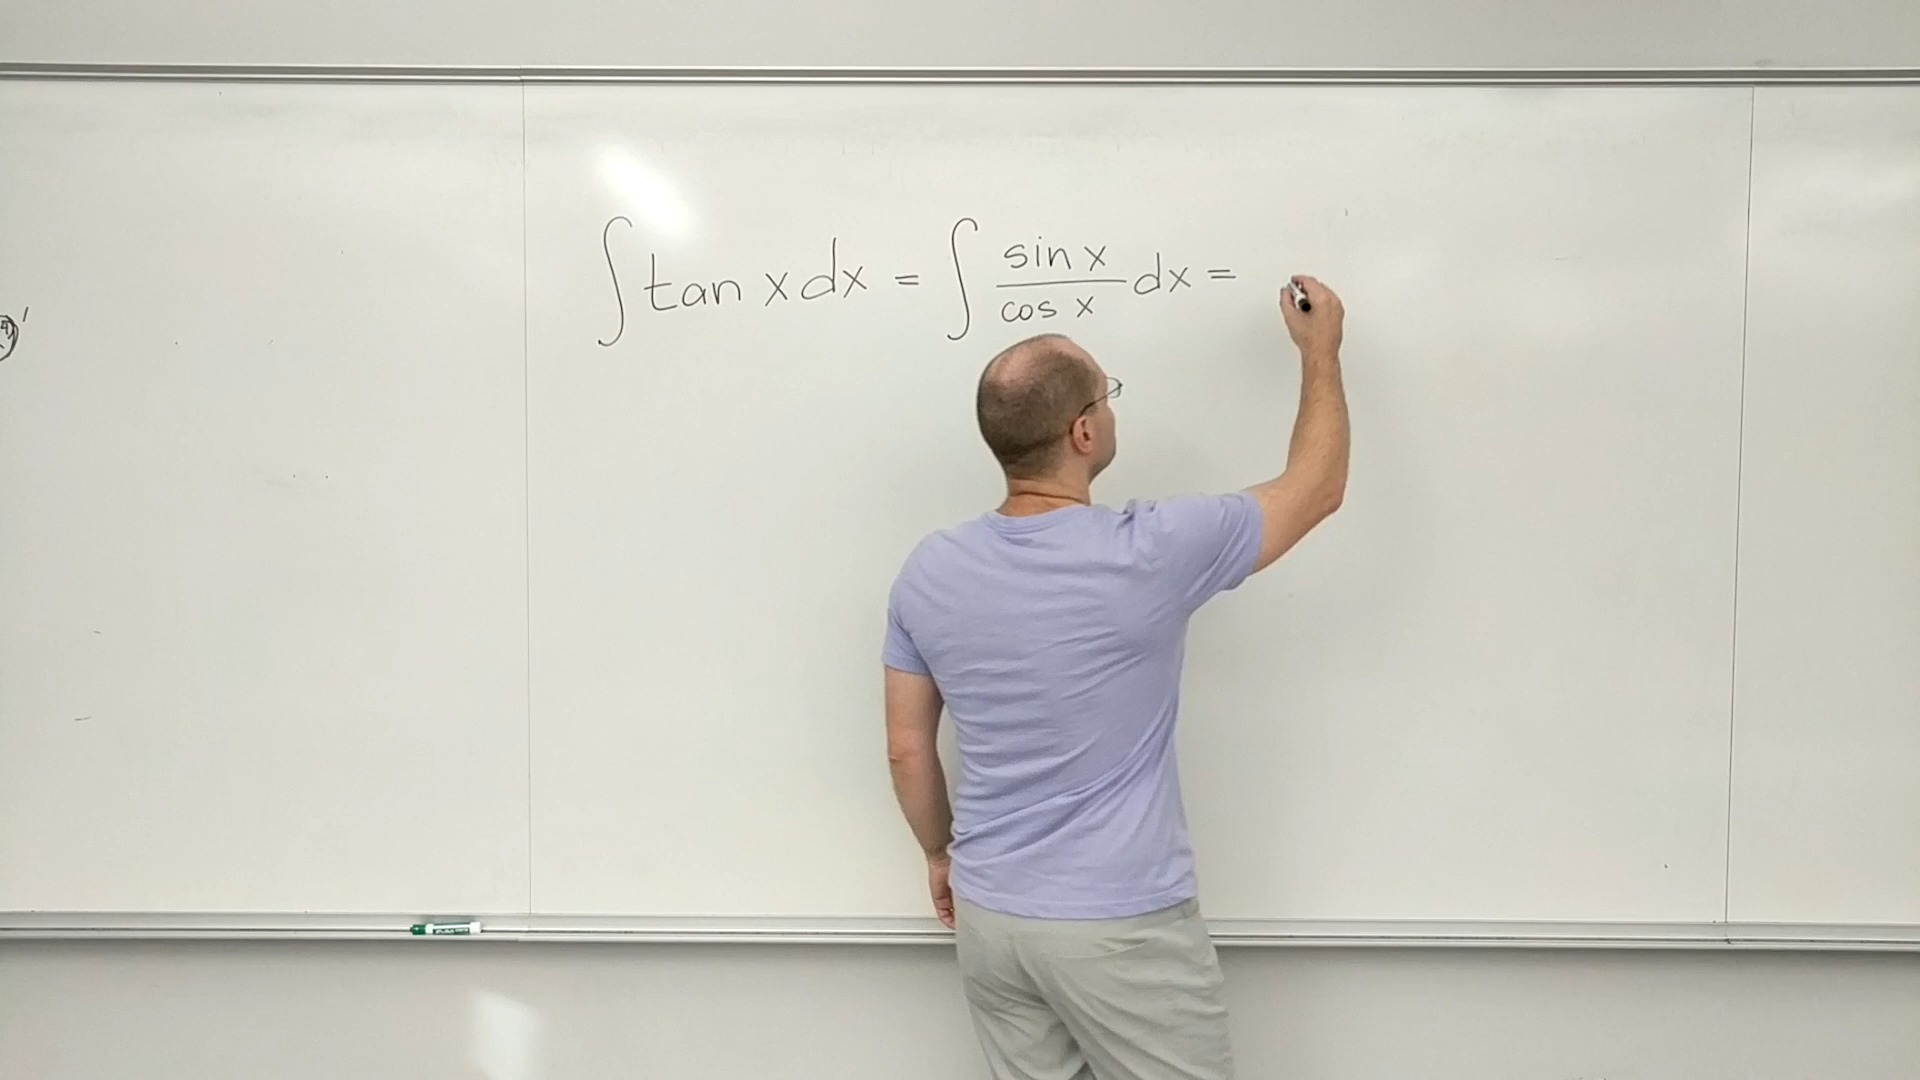 ∫ tan x dx = ∫ sin x / cos x dx =